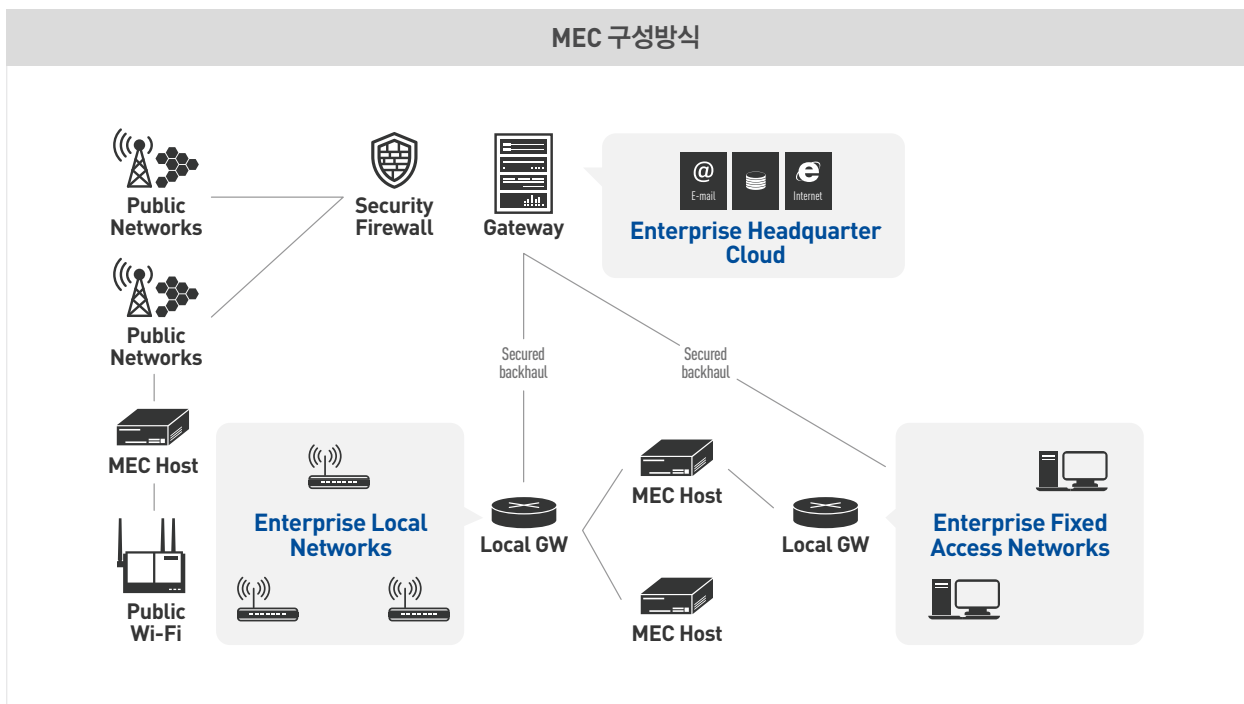 MEC 구성방식
Public
Networks
Security
Firewall
Gateway
@
E-mail
e
Internet
Enterprise Headquarter
Cloud
Public
Networks
Secured
backhaul
Secured
backhaul
MEC Host
Enterprise Local
Networks
Local GW
MEC Host
Local GW
Enterprise Fixed
Access Networks
Public
Wi-Fi
MEC Host